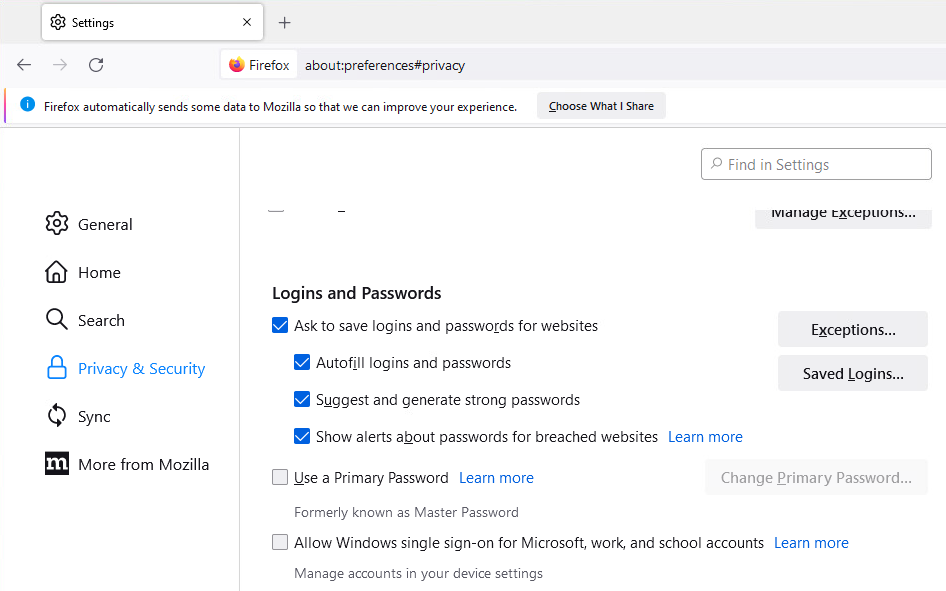 Settings
Firefox about:preferences#privacy
Firefox automatically sends some data to Mozilla so that we can improve your experience. Choose What I Share
Find in Settings
General
Home
Search
Privacy & Security
Sync
m More from Mozilla
Manage Exceptions...
Logins and Passwords
Ask to save logins and passwords for websites
Exceptions...
Autofill logins and passwords
Saved Logins...
Suggest and generate strong passwords
Show alerts about passwords for breached websites Learn more
Use a Primary Password Learn more
Change Primary Password...
Formerly known as Master Password
Allow Windows single sign-on for Microsoft, work, and school accounts Learn more
Manage accounts in your device settings